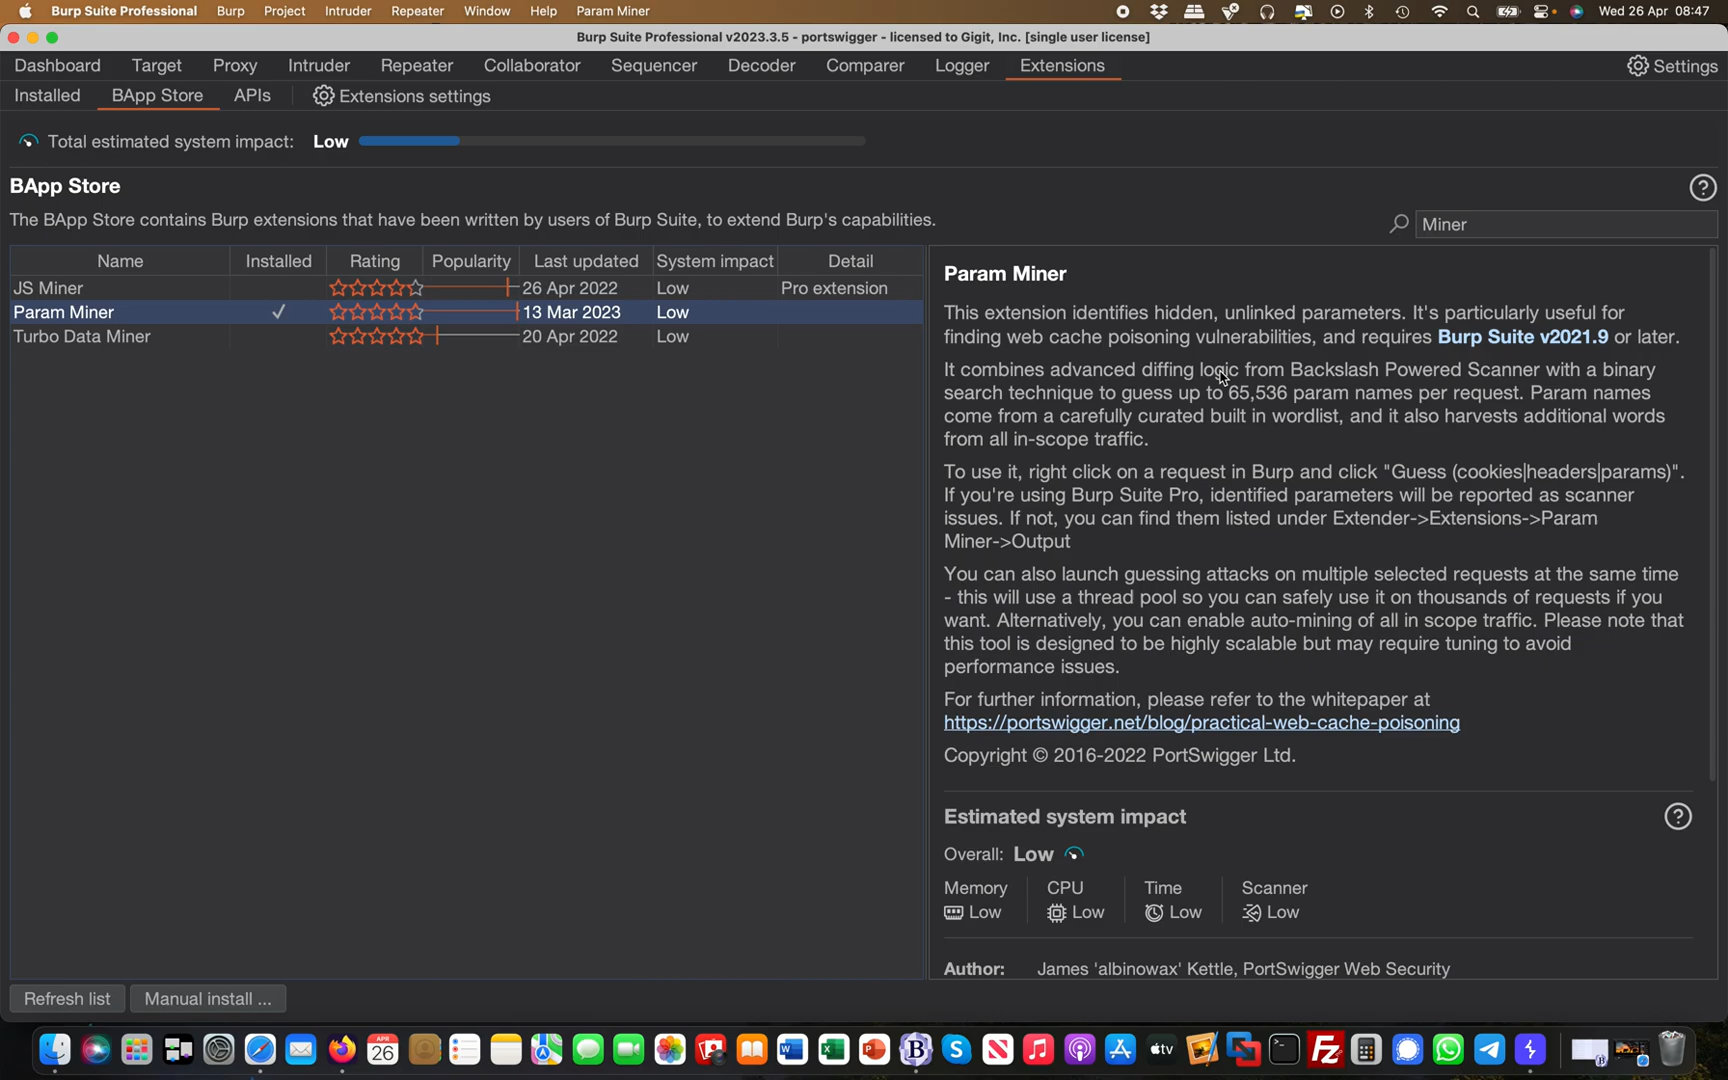 Burp Suite Professional Burp Project Intruder Repeater Window Help Param Miner Wed 26 Apr 08:47
Burp Suite Professional v2023.3.5 - portswigger - licensed to Gigit, Inc. [single user license]
Dashboard Target Proxy Intruder Repeater Collaborator Sequencer Decoder Comparer Logger Extensions Settings
Installed BApp Store APIs Extensions settings
Total estimated system impact: Low
BApp Store
The BApp Store contains Burp extensions that have been written by users of Burp Suite, to extend Burp's capabilities.
Miner
Name Installed Rating Popularity Last updated System impact Detail
JS Miner 26 Apr 2022 Low Pro extension
Param Miner ✓ 13 Mar 2023 Low
Turbo Data Miner 20 Apr 2022 Low
Param Miner
This extension identifies hidden, unlinked parameters. It's particularly useful for
finding web cache poisoning vulnerabilities, and requires Burp Suite v2021.9 or later.
It combines advanced diffing logic from Backslash Powered Scanner with a binary
search technique to guess up to 65,536 param names per request. Param names
come from a carefully curated built in wordlist, and it also harvests additional words
from all in-scope traffic.
To use it, right click on a request in Burp and click "Guess (cookies|headers|params)".
If you're using Burp Suite Pro, identified parameters will be reported as scanner
issues. If not, you can find them listed under Extender->Extensions->Param
Miner->Output
You can also launch guessing attacks on multiple selected requests at the same time
- this will use a thread pool so you can safely use it on thousands of requests if you
want. Alternatively, you can enable auto-mining of all in scope traffic. Please note that
this tool is designed to be highly scalable but may require tuning to avoid
performance issues.
For further information, please refer to the whitepaper at
https://portswigger.net/blog/practical-web-cache-poisoning
Copyright © 2016-2022 PortSwigger Ltd.
Estimated system impact
Overall: Low
Memory CPU Time Scanner
Low Low Low Low
Author: James 'albinowax' Kettle, PortSwigger Web Security
Refresh list Manual install ...
APR
26
tv